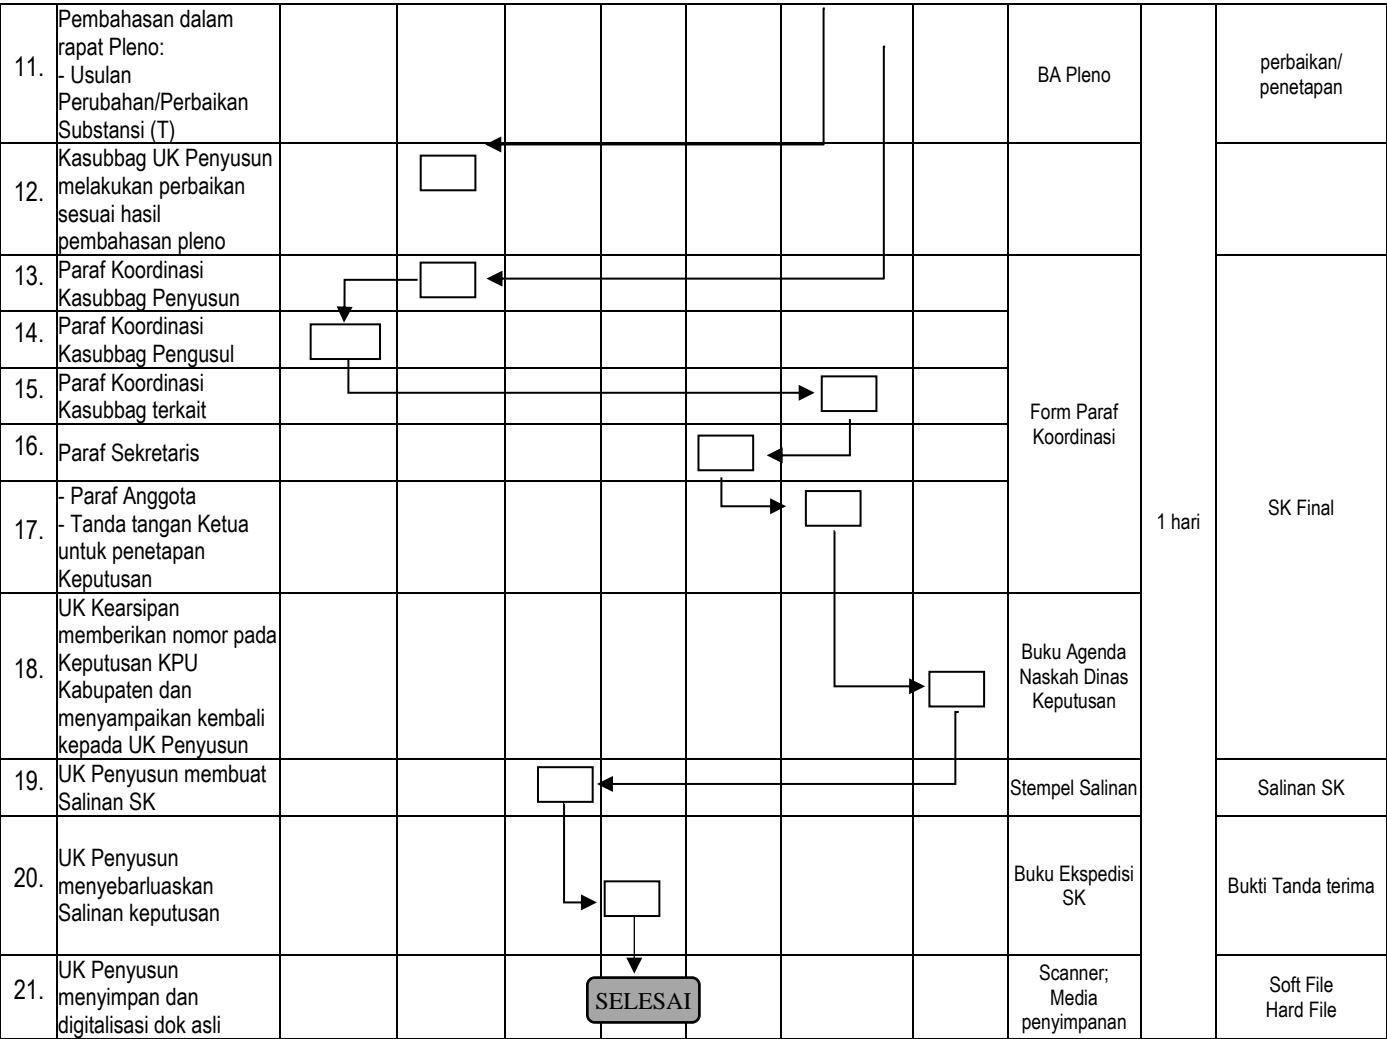 11.
Pembahasan dalam
rapat Pleno:
- Usulan
Perubahan/Perbaikan
Substansi (T)
BA Pleno
perbaikan/
penetapan
12.
Kasubbag UK Penyusun
melakukan perbaikan
sesuai hasil
pembahasan pleno
13.
Paraf Koordinasi
Kasubbag Penyusun
14.
Paraf Koordinasi
Kasubbag Pengusul
15.
Paraf Koordinasi
Kasubbag terkait
Form Paraf
Koordinasi
16.
Paraf Sekretaris
17.
- Paraf Anggota
- Tanda tangan Ketua
untuk penetapan
Keputusan
1 hari
SK Final
18.
UK Kearsipan
memberikan nomor pada
Keputusan KPU
Kabupaten dan
menyampaikan kembali
kepada UK Penyusun
Buku Agenda
Naskah Dinas
Keputusan
19.
UK Penyusun membuat
Salinan SK
Stempel Salinan
Salinan SK
20.
UK Penyusun
menyebarluaskan
Salinan keputusan
Buku Ekspedisi
SK
Bukti Tanda terima
21.
UK Penyusun
menyimpan dan
digitalisasi dok asli
SELESAI
Scanner;
Media
penyimpanan
Soft File
Hard File